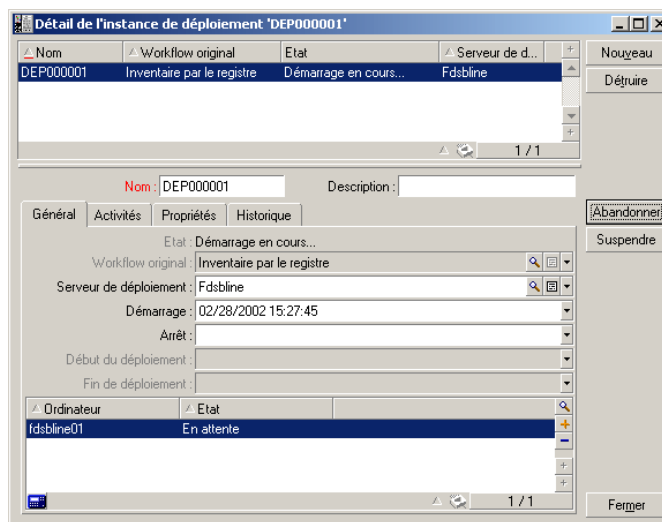 Détail de l'instance de déploiement 'DEP000001'
Nom Workflow original Etat Serveur de d...
DEP000001 Inventaire par le registre Démarrage en cours... Fdsbline
1 / 1
Nouveau
Détruire
Nom : DEP000001 Description :
Général Activités Propriétés Historique
Abandonner
Suspendre
Etat : Démarrage en cours...
Workflow original : Inventaire par le registre
Serveur de déploiement : Fdsbline
Démarrage : 02/28/2002 15:27:45
Arrêt :
Début du déploiement :
Fin de déploiement :
Ordinateur Etat
fdsbline01 En attente
1 / 1
Fermer